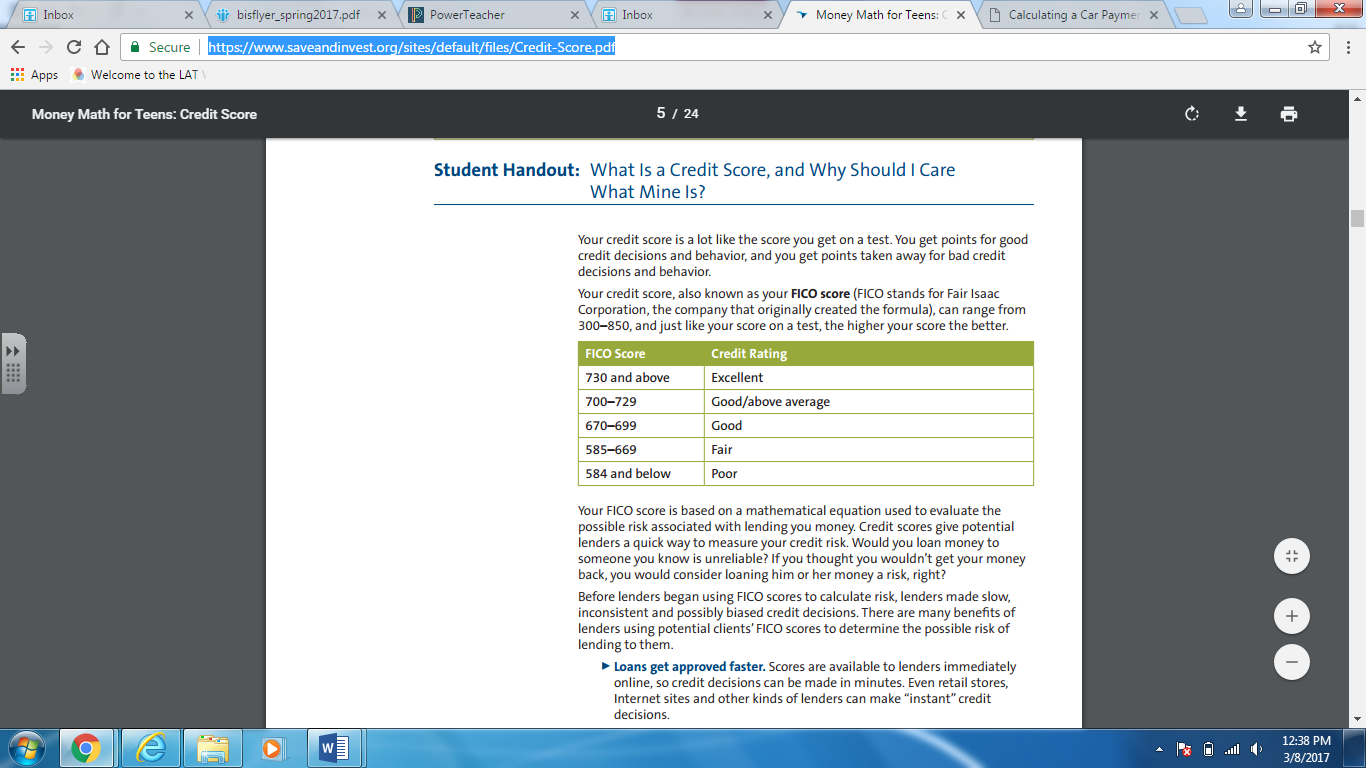 Inbox
bisflyer_spring2017.pdf
PowerTeacher
Inbox
Money Math for Teens: C
Calculating a Car Paymen
Secure
https://www.saveandinvest.org/sites/default/files/Credit-Score.pdf
Apps
Welcome to the LAT
Money Math for Teens: Credit Score
5 / 24
Student Handout: What Is a Credit Score, and Why Should I Care
What Mine Is?
Your credit score is a lot like the score you get on a test. You get points for good
credit decisions and behavior, and you get points taken away for bad credit
decisions and behavior.
Your credit score, also known as your FICO score (FICO stands for Fair Isaac
Corporation, the company that originally created the formula), can range from
300–850, and just like your score on a test, the higher your score the better.
FICO Score Credit Rating
730 and above Excellent
700–729 Good/above average
670–699 Good
585–669 Fair
584 and below Poor
Your FICO score is based on a mathematical equation used to evaluate the
possible risk associated with lending you money. Credit scores give potential
lenders a quick way to measure your credit risk. Would you loan money to
someone you know is unreliable? If you thought you wouldn’t get your money
back, you would consider loaning him or her money a risk, right?
Before lenders began using FICO scores to calculate risk, lenders made slow,
inconsistent and possibly biased credit decisions. There are many benefits of
lenders using potential clients’ FICO scores to determine the possible risk of
lending to them.
Loans get approved faster. Scores are available to lenders immediately
online, so credit decisions can be made in minutes. Even retail stores,
Internet sites and other kinds of lenders can make “instant” credit
decisions.
12:38 PM
3/8/2017